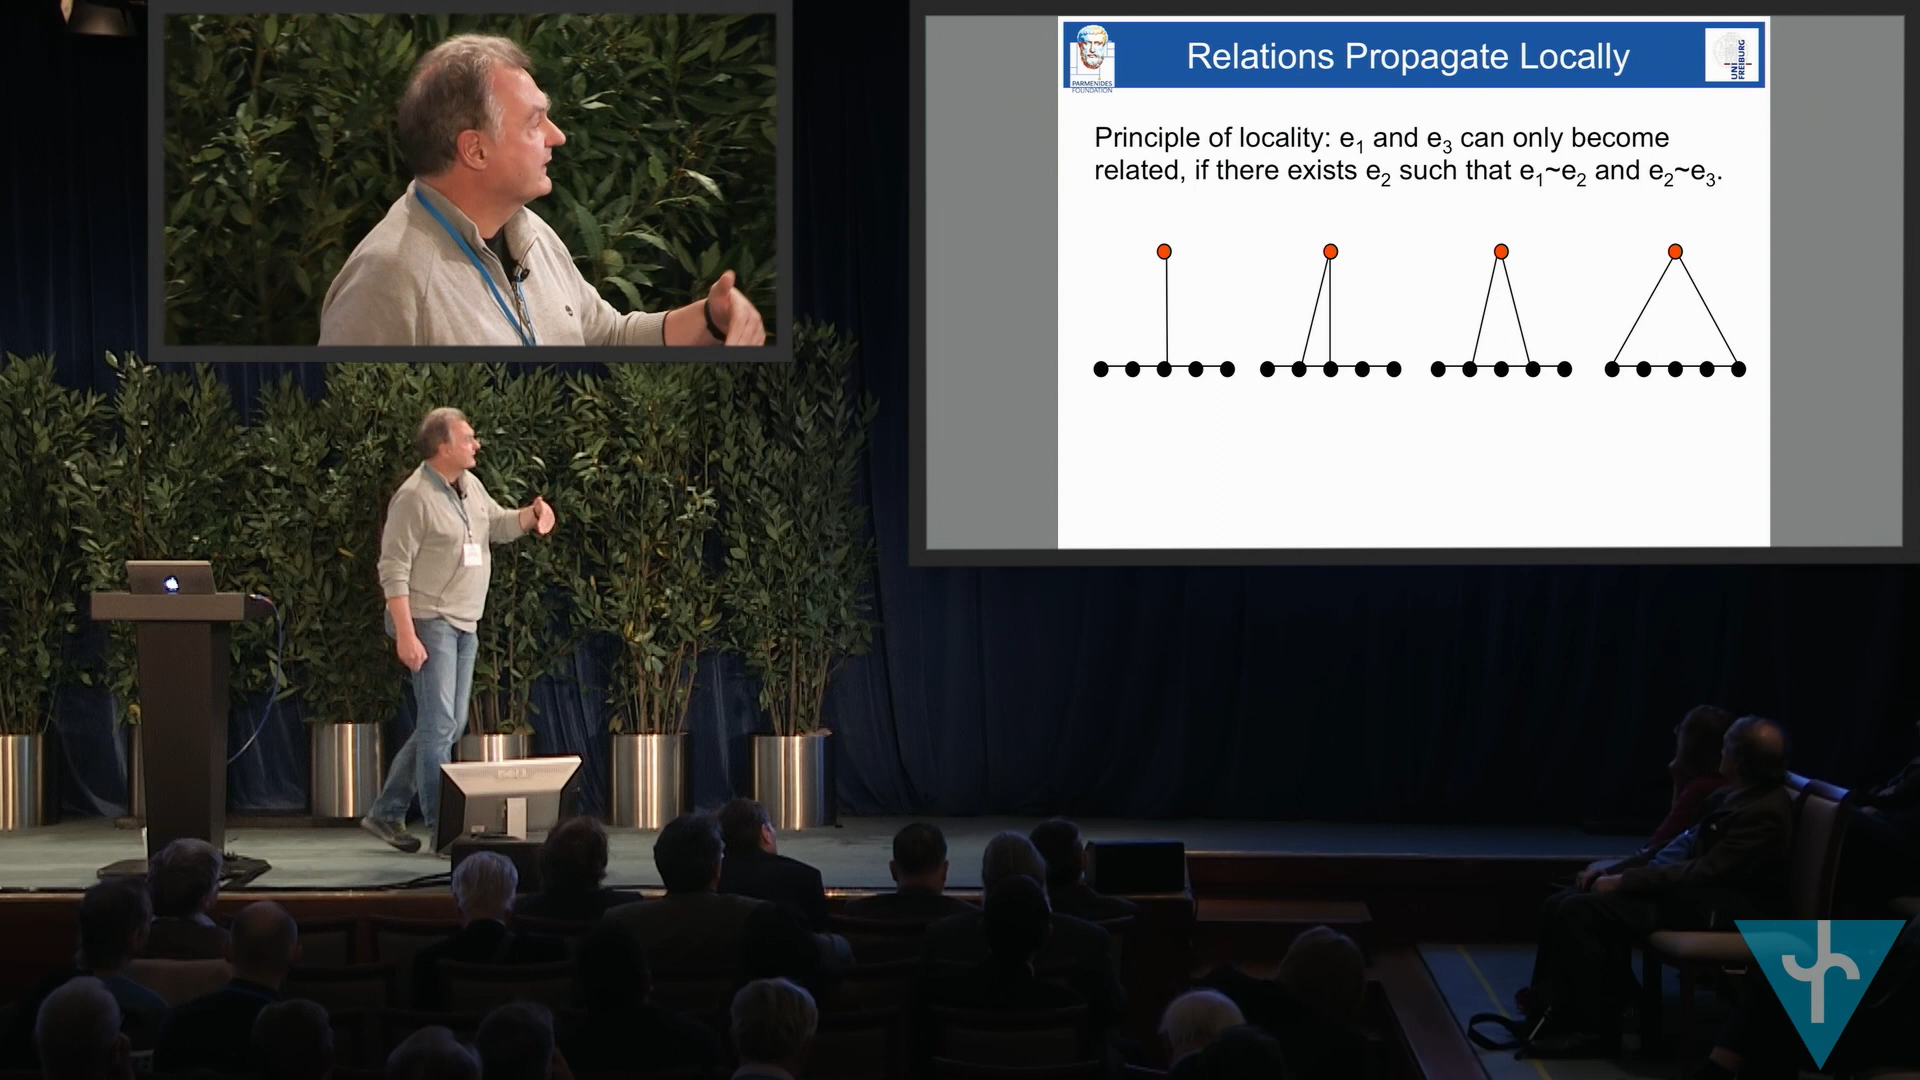 Relations Propagate Locally
PARMENIDES
FOUNDATION
UNI
FREIBURG
Principle of locality: e₁ and e₃ can only become
related, if there exists e₂ such that e₁~e₂ and e₂~e₃.
DELL